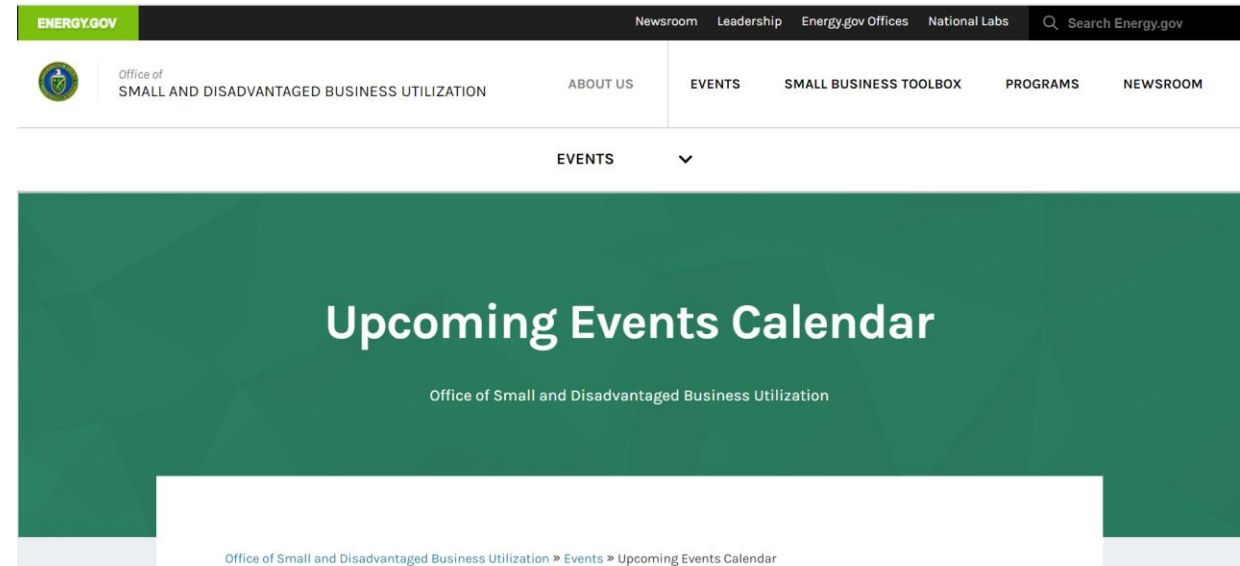 ENERGY.GOV Newsroom Leadership Energy.gov Offices National Labs Search Energy.gov
Office of
SMALL AND DISADVANTAGED BUSINESS UTILIZATION ABOUT US EVENTS SMALL BUSINESS TOOLBOX PROGRAMS NEWSROOM
EVENTS
Upcoming Events Calendar
Office of Small and Disadvantaged Business Utilization
Office of Small and Disadvantaged Business Utilization » Events » Upcoming Events Calendar